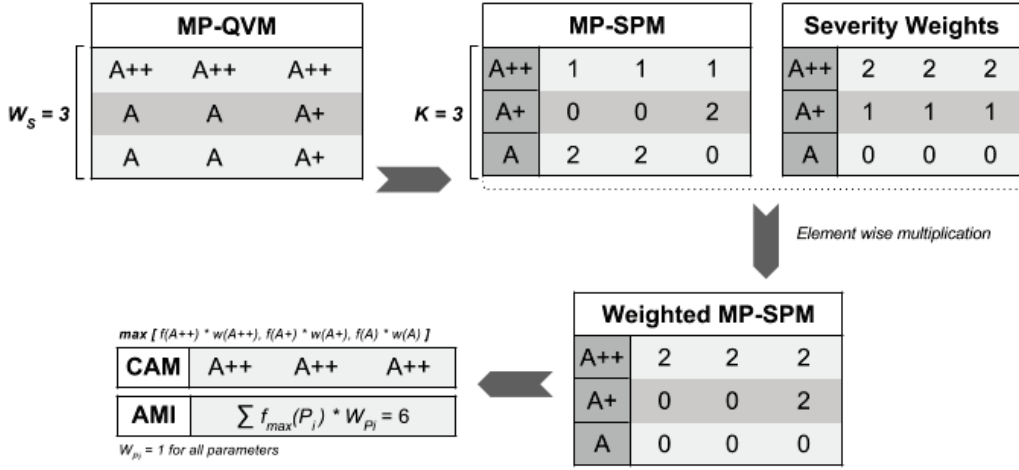 MP-QVM
A++ A++ A++
W_S = 3
A A A+
A A A+
MP-SPM
A++ 1 1 1
K = 3
A+ 0 0 2
A 2 2 0
Severity Weights
A++ 2 2 2
A+ 1 1 1
A 0 0 0
Element wise multiplication
Weighted MP-SPM
A++ 2 2 2
A+ 0 0 2
A 0 0 0
max [ f(A++) * w(A++), f(A+) * w(A+), f(A) * w(A) ]
CAM A++ A++ A++
AMI ∑ f_max(P_i) * W_Pi = 6
W_Pi = 1 for all parameters